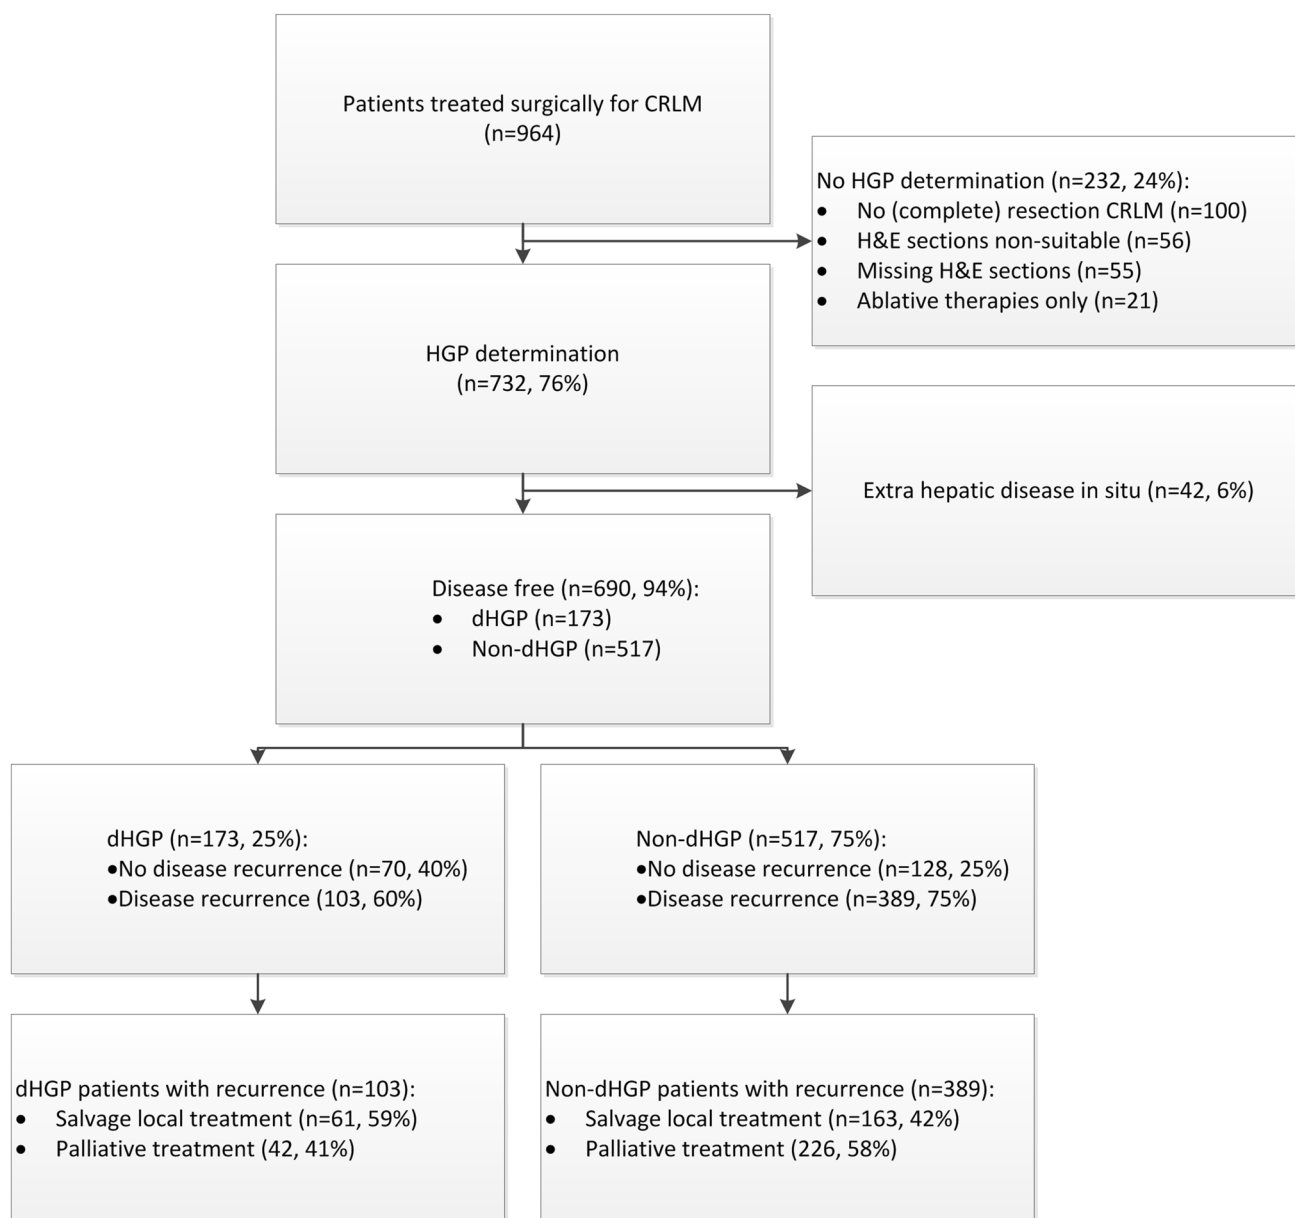 Patients treated surgically for CRLM
(n=964)
No HGP determination (n=232, 24%):
• No (complete) resection CRLM (n=100)
• H&E sections non-suitable (n=56)
• Missing H&E sections (n=55)
• Ablative therapies only (n=21)
HGP determination
(n=732, 76%)
Extra hepatic disease in situ (n=42, 6%)
Disease free (n=690, 94%):
• dHGP (n=173)
• Non-dHGP (n=517)
dHGP (n=173, 25%):
•No disease recurrence (n=70, 40%)
•Disease recurrence (103, 60%)
Non-dHGP (n=517, 75%):
•No disease recurrence (n=128, 25%)
•Disease recurrence (n=389, 75%)
dHGP patients with recurrence (n=103):
• Salvage local treatment (n=61, 59%)
• Palliative treatment (42, 41%)
Non-dHGP patients with recurrence (n=389):
• Salvage local treatment (n=163, 42%)
• Palliative treatment (226, 58%)